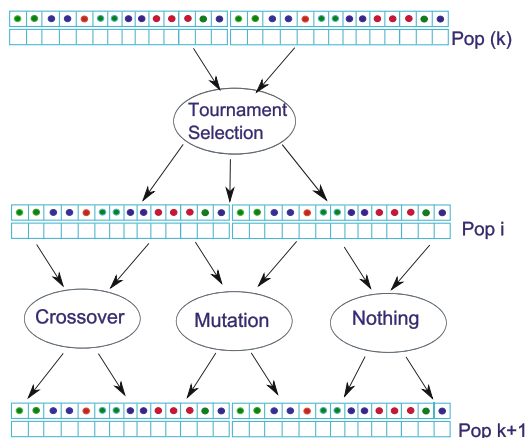 Pop (k)
Tournament
Selection
Pop i
Crossover
Mutation
Nothing
Pop k+1